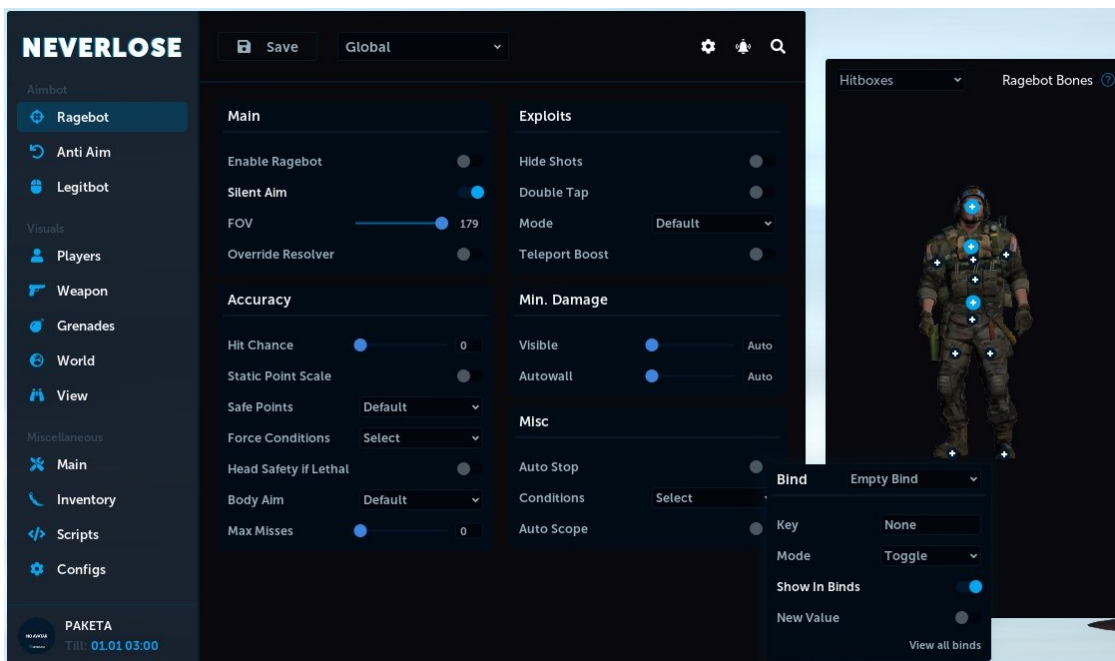 NEVERLOSE
Aimbot
Ragebot
Anti Aim
Legitbot
Visuals
Players
Weapon
Grenades
World
View
Miscellaneous
Main
Inventory
Scripts
Configs
NO AVATAR
PAKETA
Till: 01.01 03:00
Save
Global
Main
Enable Ragebot
Silent Aim
FOV 179
Override Resolver
Accuracy
Hit Chance 0
Static Point Scale
Safe Points Default
Force Conditions Select
Head Safety if Lethal
Body Aim Default
Max Misses 0
Exploits
Hide Shots
Double Tap
Mode Default
Teleport Boost
Min. Damage
Visible Auto
Autowall Auto
Misc
Auto Stop
Conditions Select
Auto Scope
Hitboxes Ragebot Bones ?
Bind Empty Bind
Key None
Mode Toggle
Show In Binds
New Value
View all binds